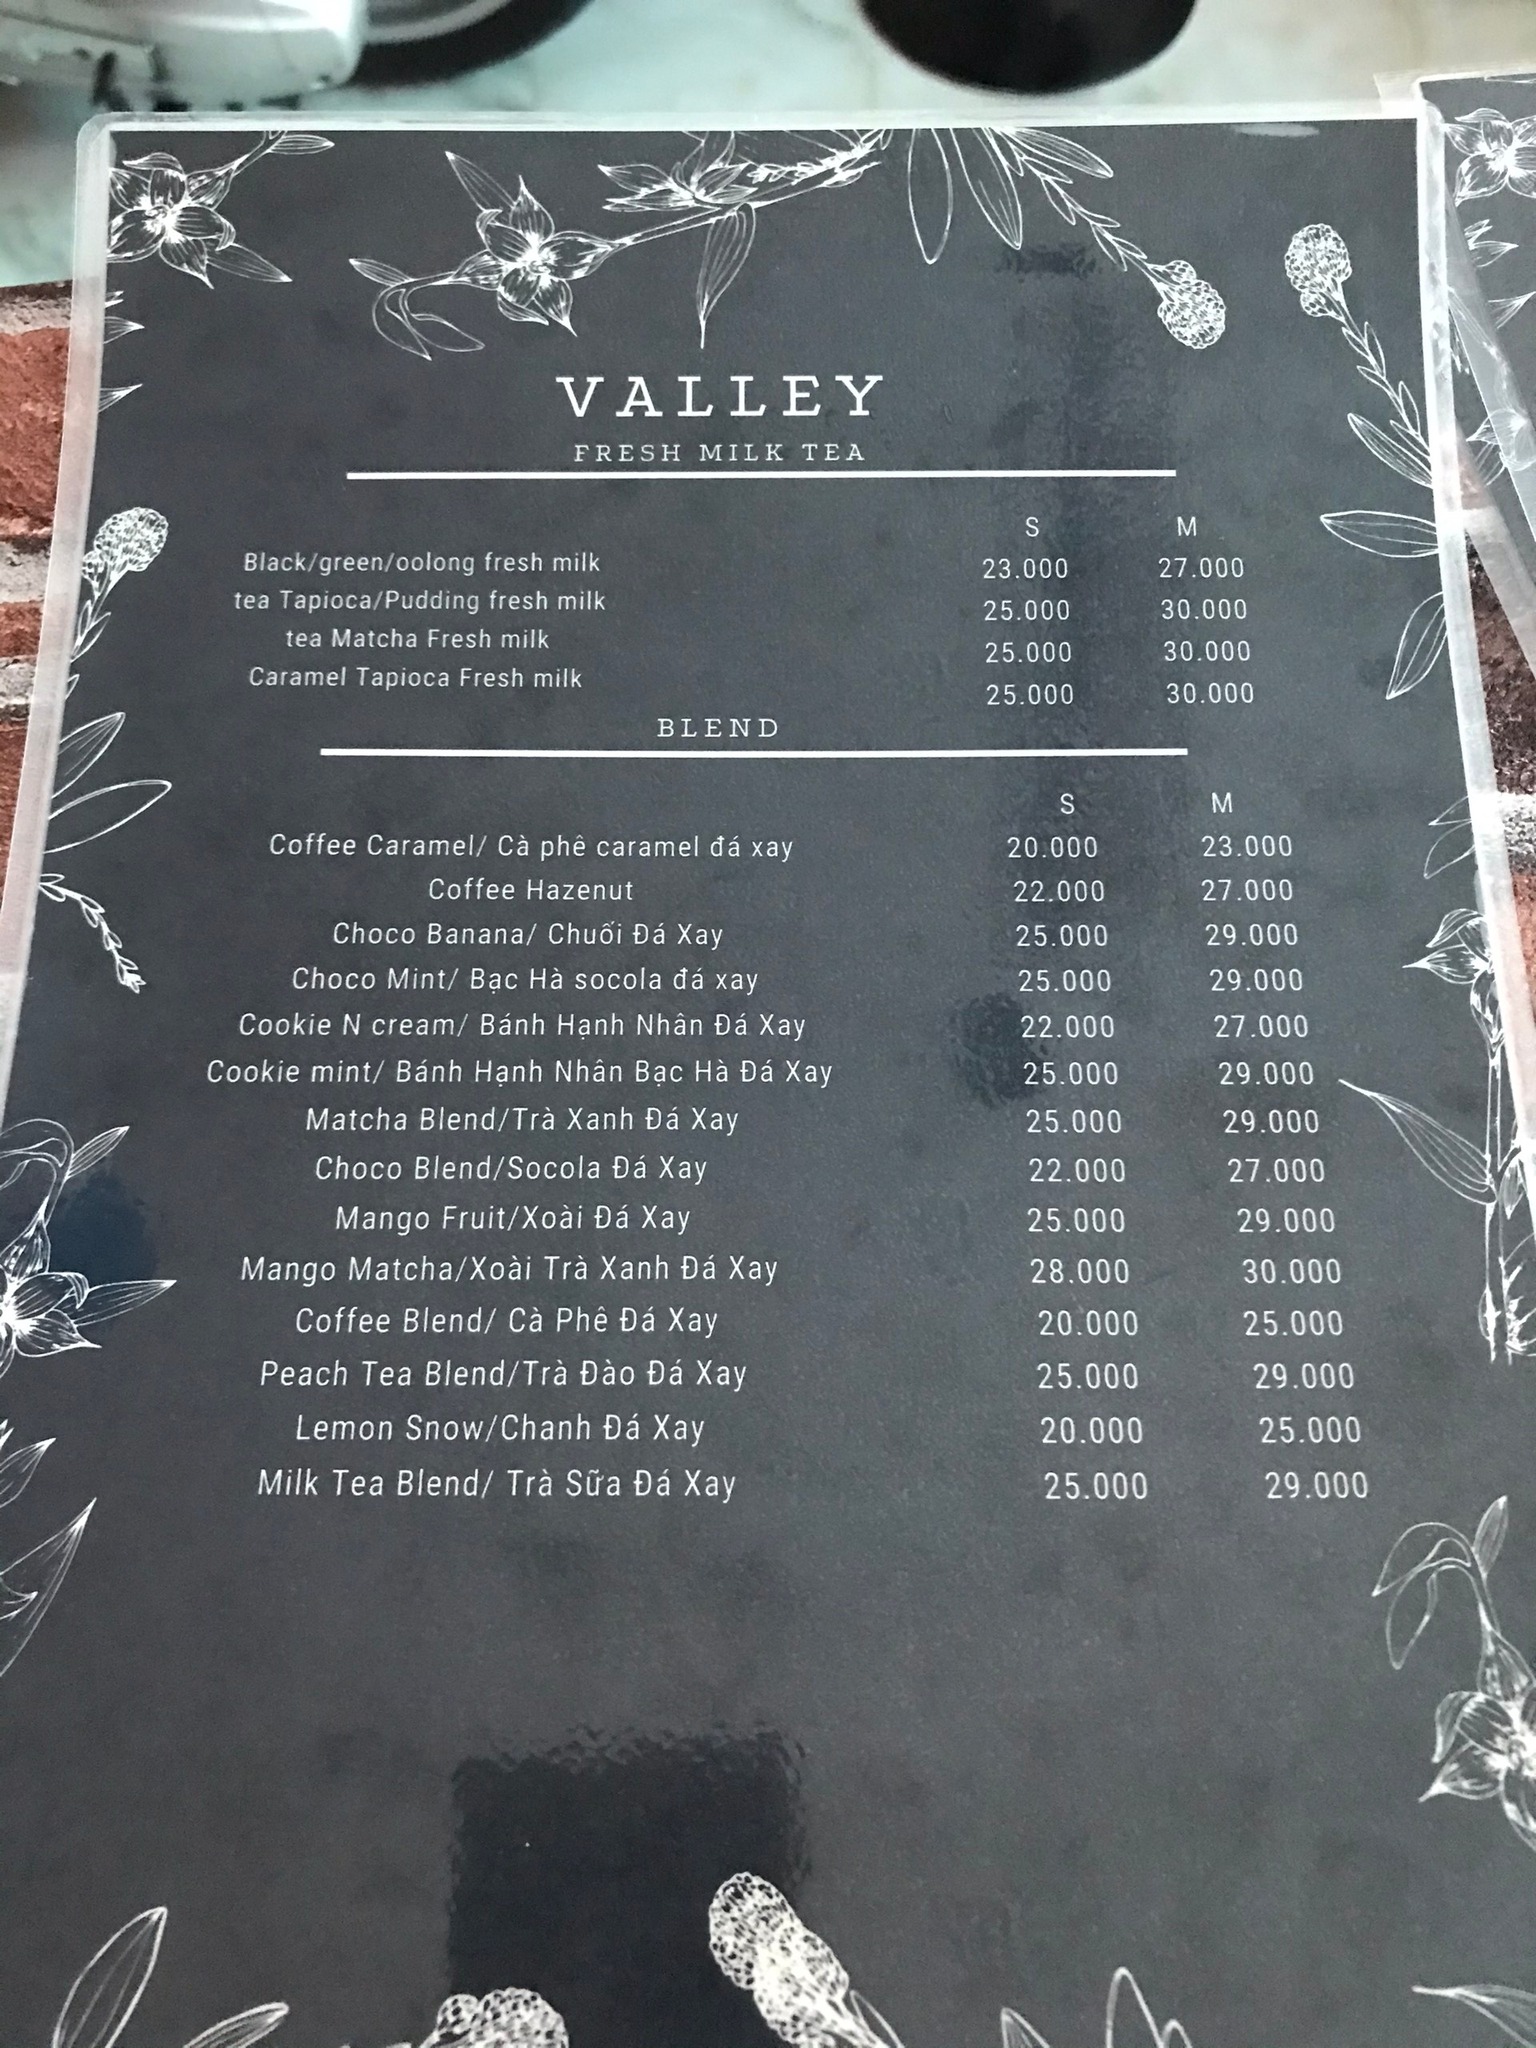 VALLEY
FRESH MILK TEA
S M
Black/green/oolong fresh milk 23.000 27.000
tea Tapioca/Pudding fresh milk 25.000 30.000
tea Matcha Fresh milk 25.000 30.000
Caramel Tapioca Fresh milk 25.000 30.000
BLEND
S M
Coffee Caramel/ Cà phê caramel đá xay 20.000 23.000
Coffee Hazenut 22.000 27.000
Choco Banana/ Chuối Đá Xay 25.000 29.000
Choco Mint/ Bạc Hà socola đá xay 25.000 29.000
Cookie N cream/ Bánh Hạnh Nhân Đá Xay 22.000 27.000
Cookie mint/ Bánh Hạnh Nhân Bạc Hà Đá Xay 25.000 29.000
Matcha Blend/Trà Xanh Đá Xay 25.000 29.000
Choco Blend/Socola Đá Xay 22.000 27.000
Mango Fruit/Xoài Đá Xay 25.000 29.000
Mango Matcha/Xoài Trà Xanh Đá Xay 28.000 30.000
Coffee Blend/ Cà Phê Đá Xay 20.000 25.000
Peach Tea Blend/Trà Đào Đá Xay 25.000 29.000
Lemon Snow/Chanh Đá Xay 20.000 25.000
Milk Tea Blend/ Trà Sữa Đá Xay 25.000 29.000